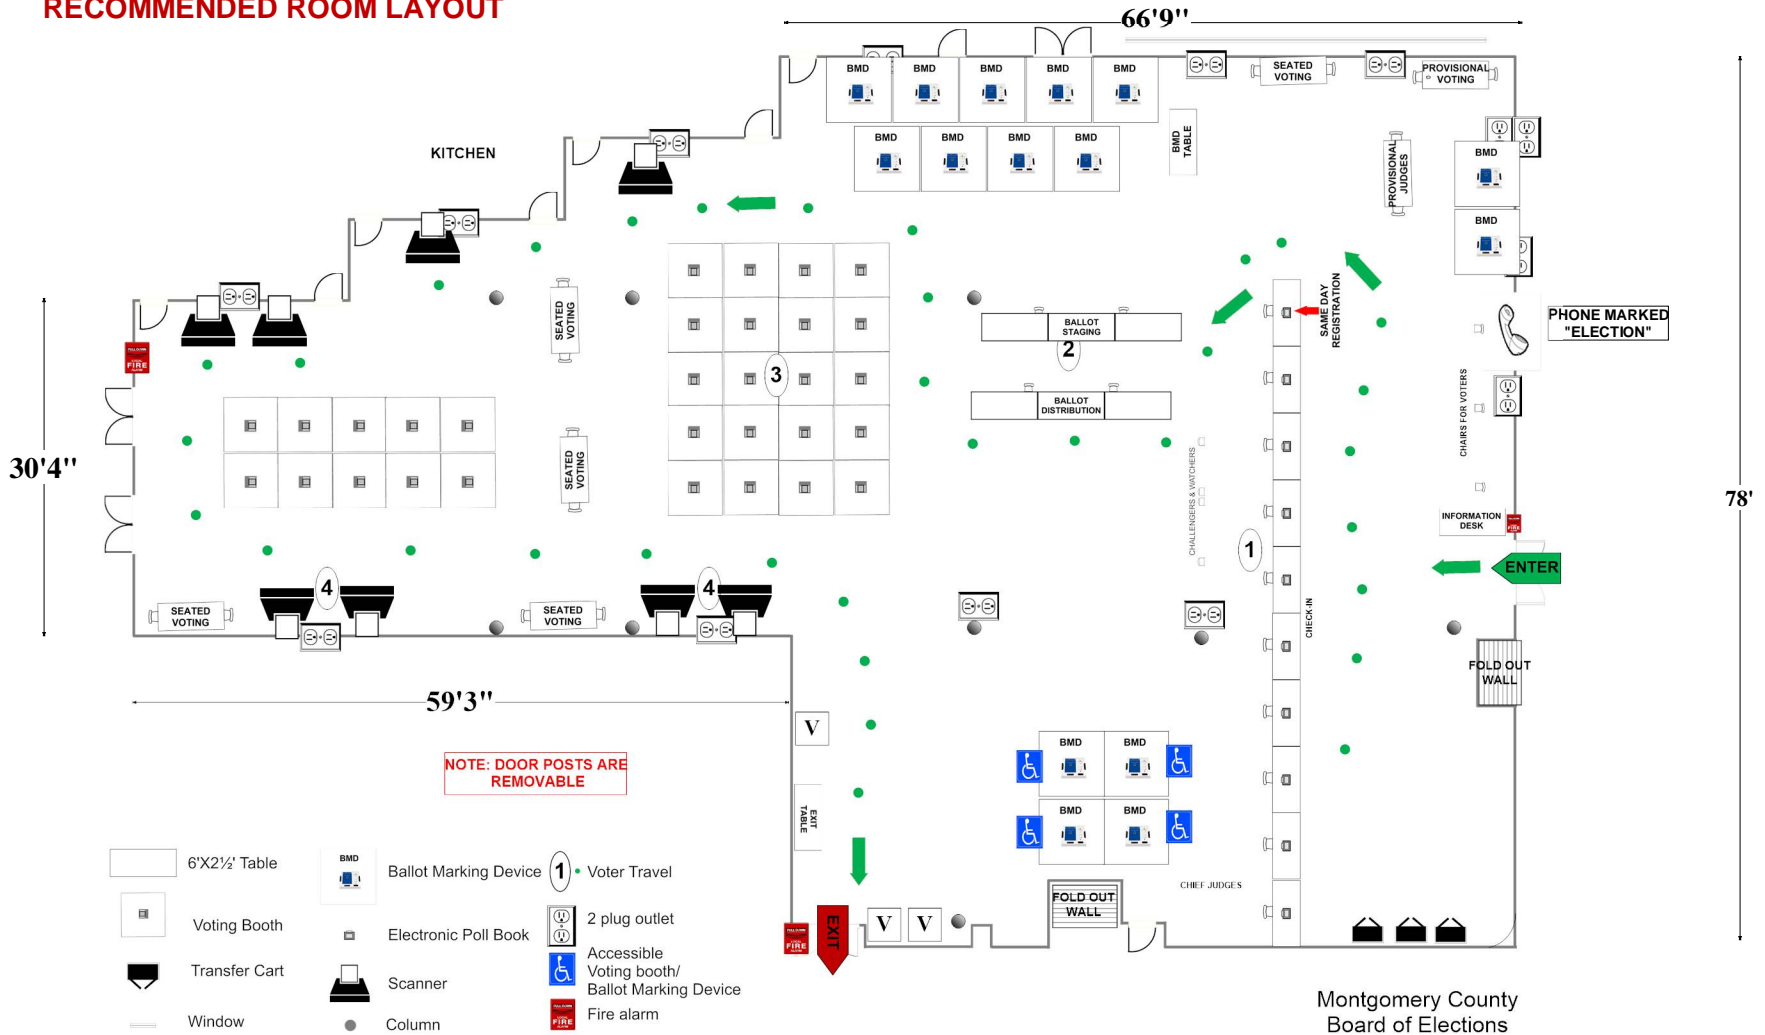 RECOMMENDED ROOM LAYOUT
66'9"
BMD
BMD
BMD
BMD
BMD
SEATED
VOTING
PROVISIONAL
VOTING
BMD
BMD
BMD
BMD
BMD
TABLE
PROVISIONAL
JUDGES
BMD
BMD
KITCHEN
SAME DAY
REGISTRATION
PHONE MARKED
"ELECTION"
SEATED
VOTING
BALLOT
STAGING
2
3
BALLOT
DISTRIBUTION
CHAIRS FOR VOTERS
FIRE
30'4"
78'
SEATED
VOTING
CHALLENGERS & WATCHERS
INFORMATION
DESK
FIRE
1
ENTER
4
4
SEATED
VOTING
SEATED
VOTING
CHECK-IN
FOLD OUT
WALL
59'3"
V
NOTE: DOOR POSTS ARE
REMOVABLE
BMD
BMD
BMD
BMD
EXIT
TABLE
CHIEF JUDGES
FOLD OUT
WALL
V
V
EXIT
FIRE
6'X2½' Table
BMD
Ballot Marking Device
1
Voter Travel
Voting Booth
Electronic Poll Book
2 plug outlet
Transfer Cart
Scanner
Accessible
Voting booth/
Ballot Marking Device
Window
Column
FIRE
Fire alarm
Montgomery County
Board of Elections